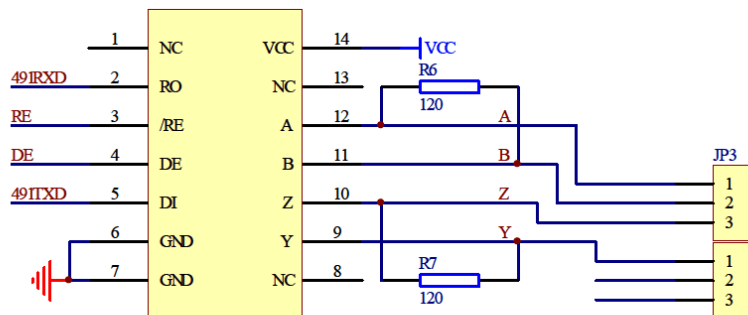 1 NC VCC 14 VCC
491RXD 2 RO NC 13 R6
120
RE 3 /RE A 12 A
DE 4 DE B 11 B
JP3
491TXD 5 DI Z 10 Z
1
2
3
6 GND Y 9 Y
7 GND NC 8 R7
120
1
2
3